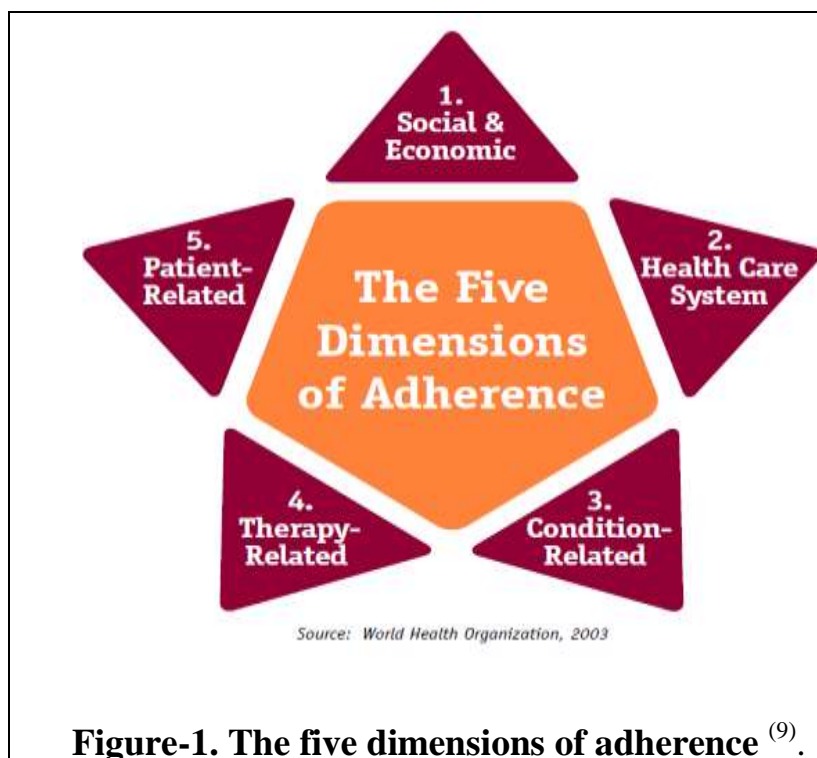 1.
Social &
Economic
2.
Health Care
System
3.
Condition-
Related
4.
Therapy-
Related
5.
Patient-
Related
The Five
Dimensions
of Adherence
Source: World Health Organization, 2003
Figure-1. The five dimensions of adherence (9).